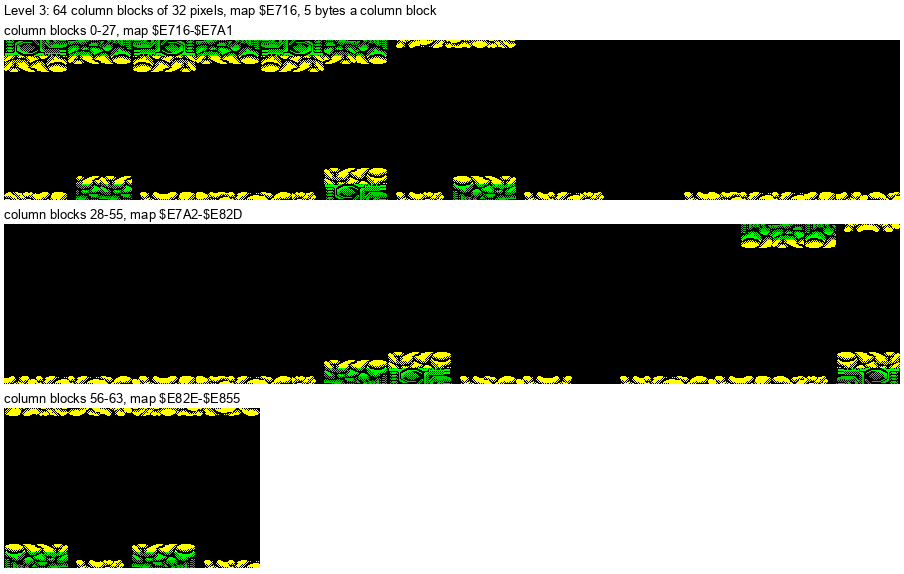 Level 3: 64 column blocks of 32 pixels, map $E716, 5 bytes a column block
column blocks 0-27, map $E716-$E7A1
column blocks 28-55, map $E7A2-$E82D
column blocks 56-63, map $E82E-$E855